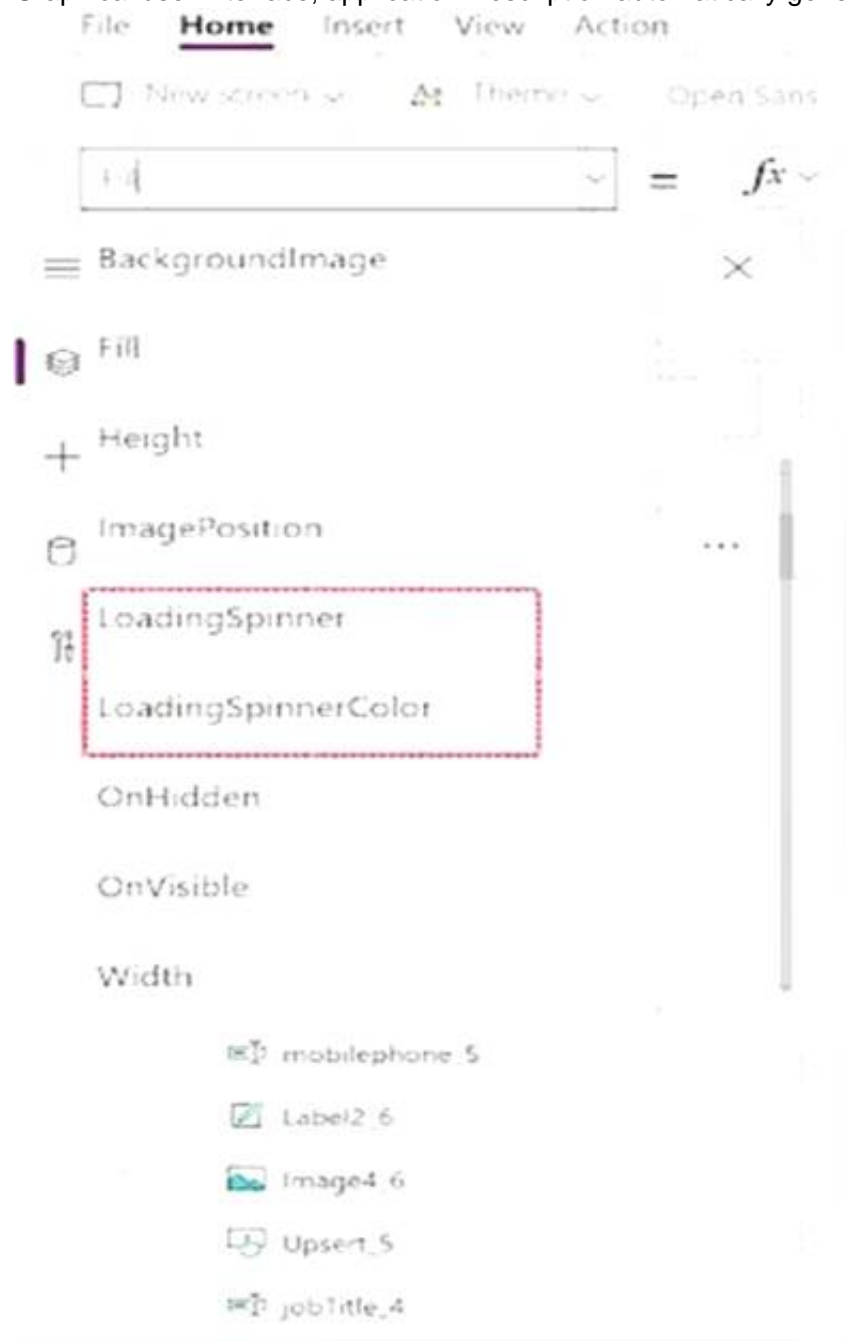 File Home Insert View Action
New screen Theme Open Sans
= fx
BackgroundImage
Fill
Height
ImagePosition
...
LoadingSpinner
LoadingSpinnerColor
OnHidden
OnVisible
Width
mobilephone_5
Label2_6
Image4_6
Upsert_5
jobTitle_4